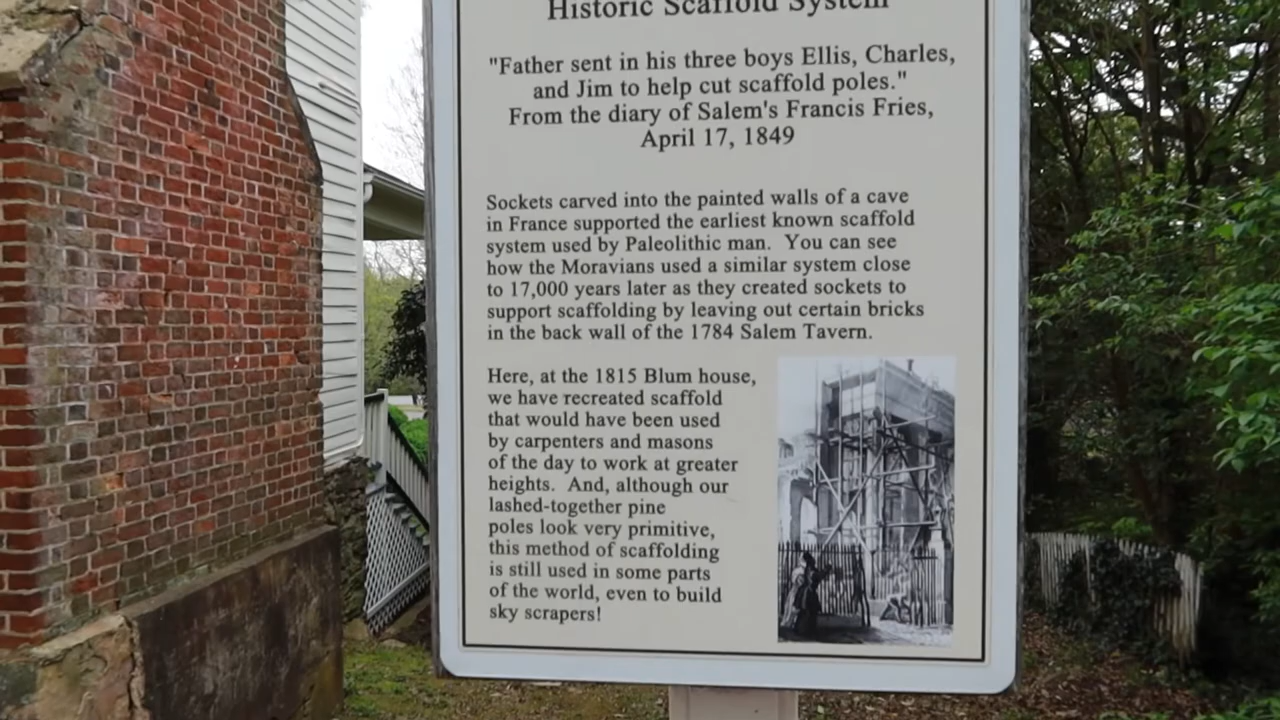 Historic Scaffold System
"Father sent in his three boys Ellis, Charles,
and Jim to help cut scaffold poles."
From the diary of Salem's Francis Fries,
April 17, 1849
Sockets carved into the painted walls of a cave
in France supported the earliest known scaffold
system used by Paleolithic man. You can see
how the Moravians used a similar system close
to 17,000 years later as they created sockets to
support scaffolding by leaving out certain bricks
in the back wall of the 1784 Salem Tavern.
Here, at the 1815 Blum house,
we have recreated scaffold
that would have been used
by carpenters and masons
of the day to work at greater
heights. And, although our
lashed-together pine
poles look very primitive,
this method of scaffolding
is still used in some parts
of the world, even to build
sky scrapers!